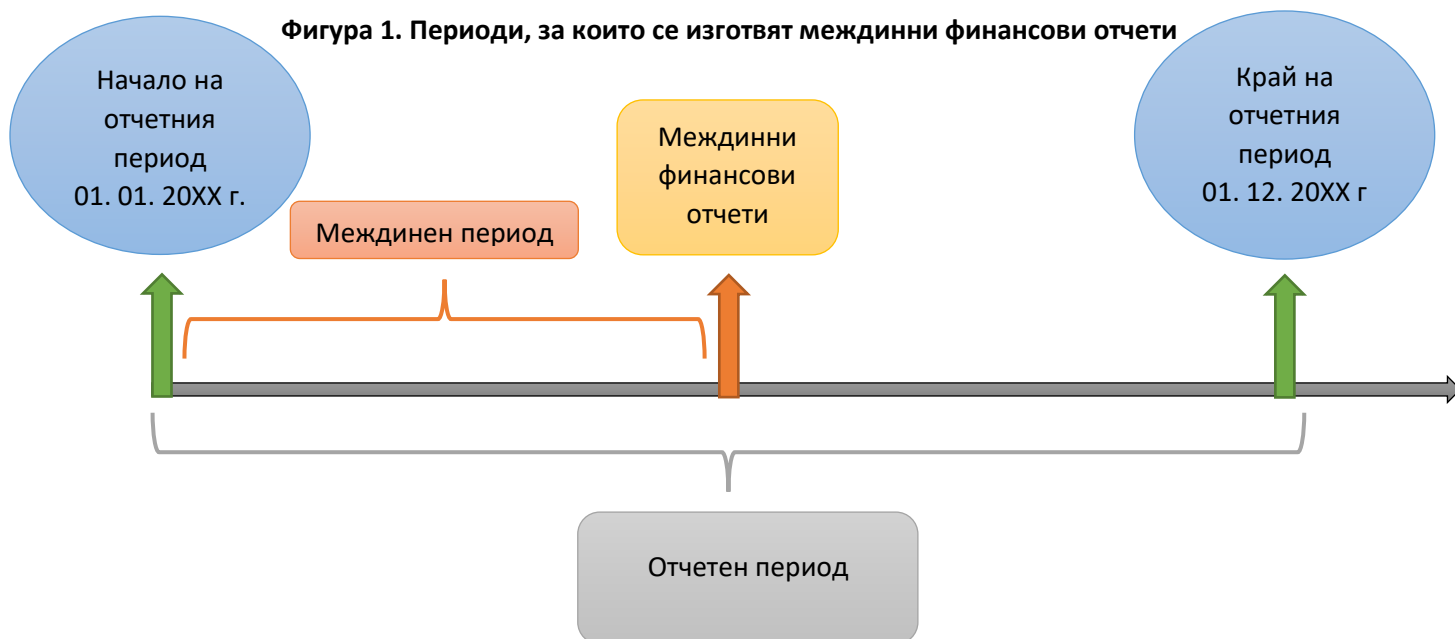 Фигура 1. Периоди, за които се изготвят междинни финансови отчети
Начало на
отчетния
период
01. 01. 20XX г.
Междинен период
Междинни
финансови
отчети
Край на
отчетния
период
01. 12. 20XX г
Отчетен период